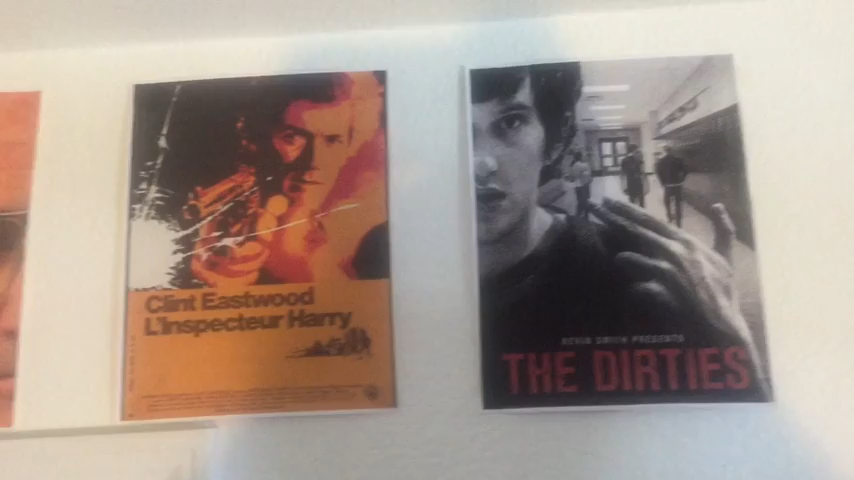 Clint Eastwood
L'Inspecteur Harry
KEVIN SMITH PRESENTS
THE DIRTIES